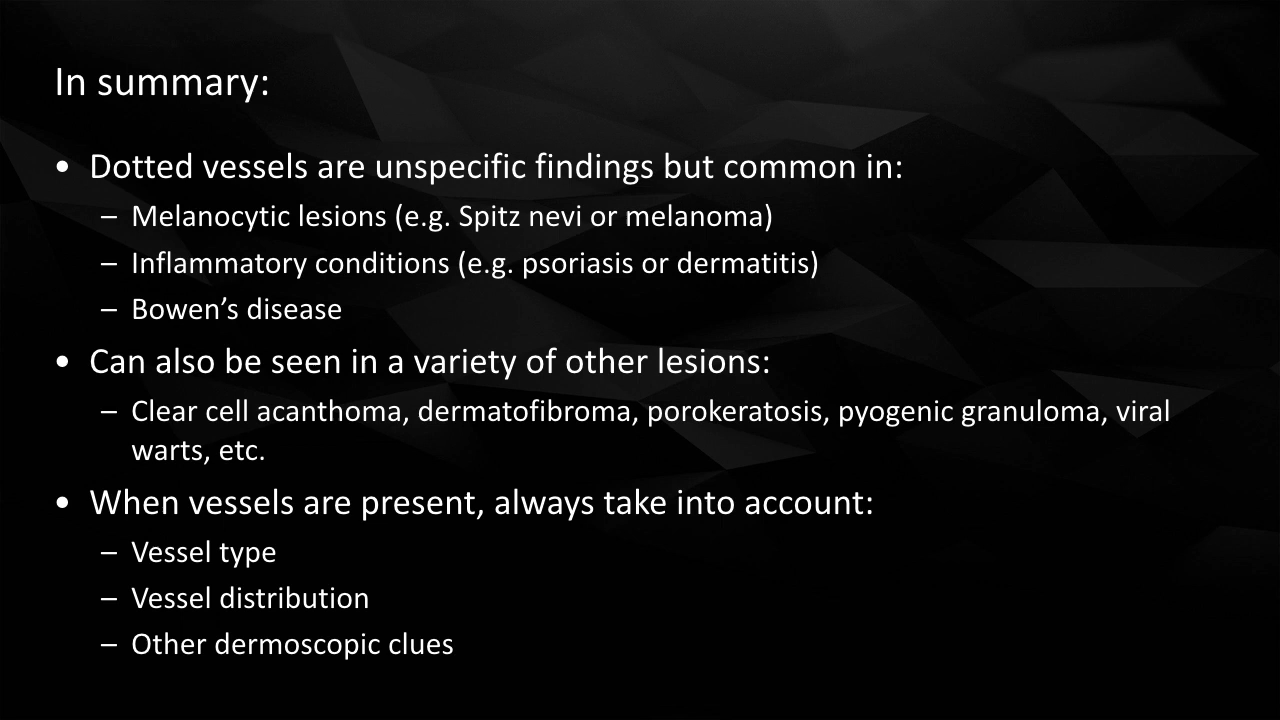 In summary:
• Dotted vessels are unspecific findings but common in:
– Melanocytic lesions (e.g. Spitz nevi or melanoma)
– Inflammatory conditions (e.g. psoriasis or dermatitis)
– Bowen’s disease
• Can also be seen in a variety of other lesions:
– Clear cell acanthoma, dermatofibroma, porokeratosis, pyogenic granuloma, viral
warts, etc.
• When vessels are present, always take into account:
– Vessel type
– Vessel distribution
– Other dermoscopic clues